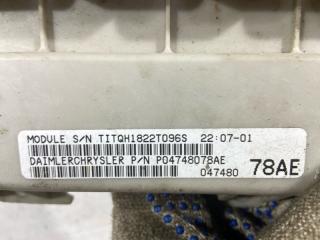 MODULE S/N TITQH1822T096S 22:07-01
DAIMLERCHRYSLER P/N P04748078AE
047480 78AE